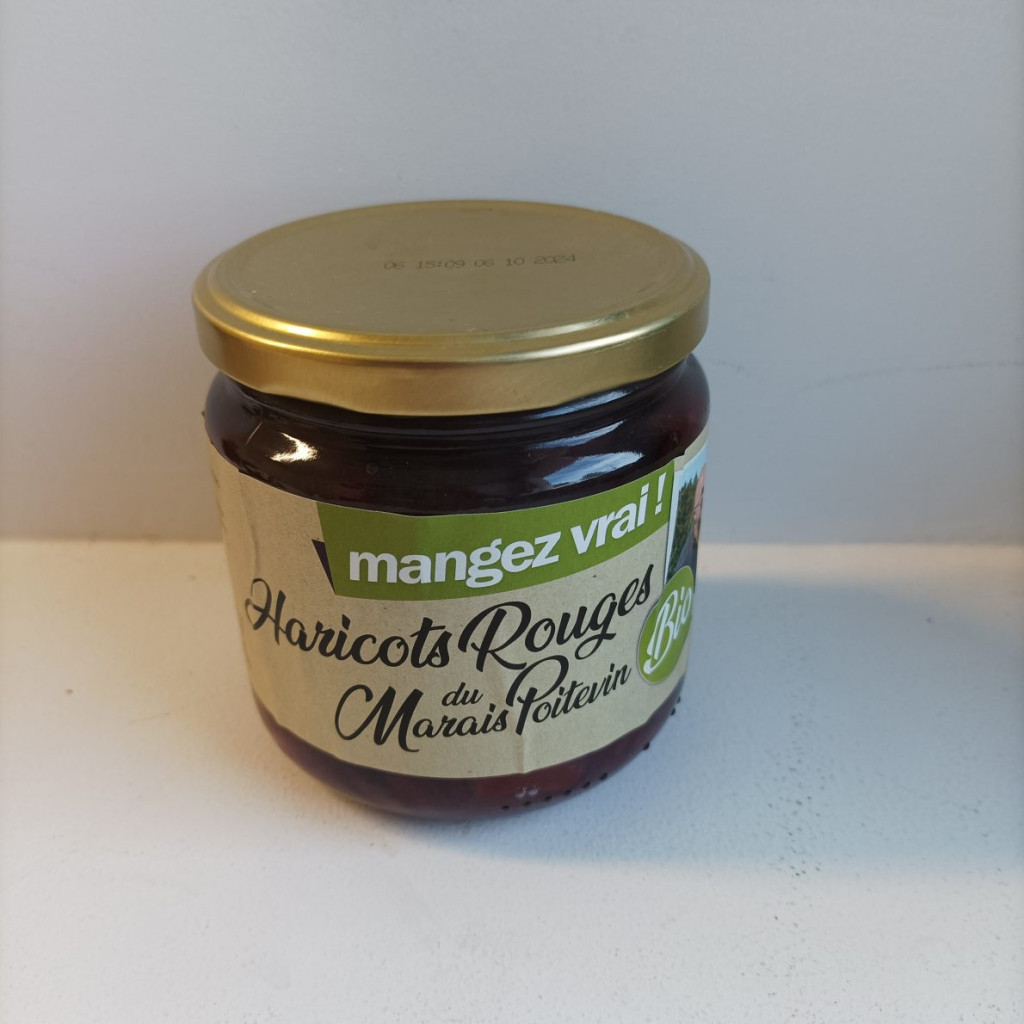 06 15:09 06 10 2024
mangez vrai !
Haricots Rouges
du
Marais Poitevin
Bio